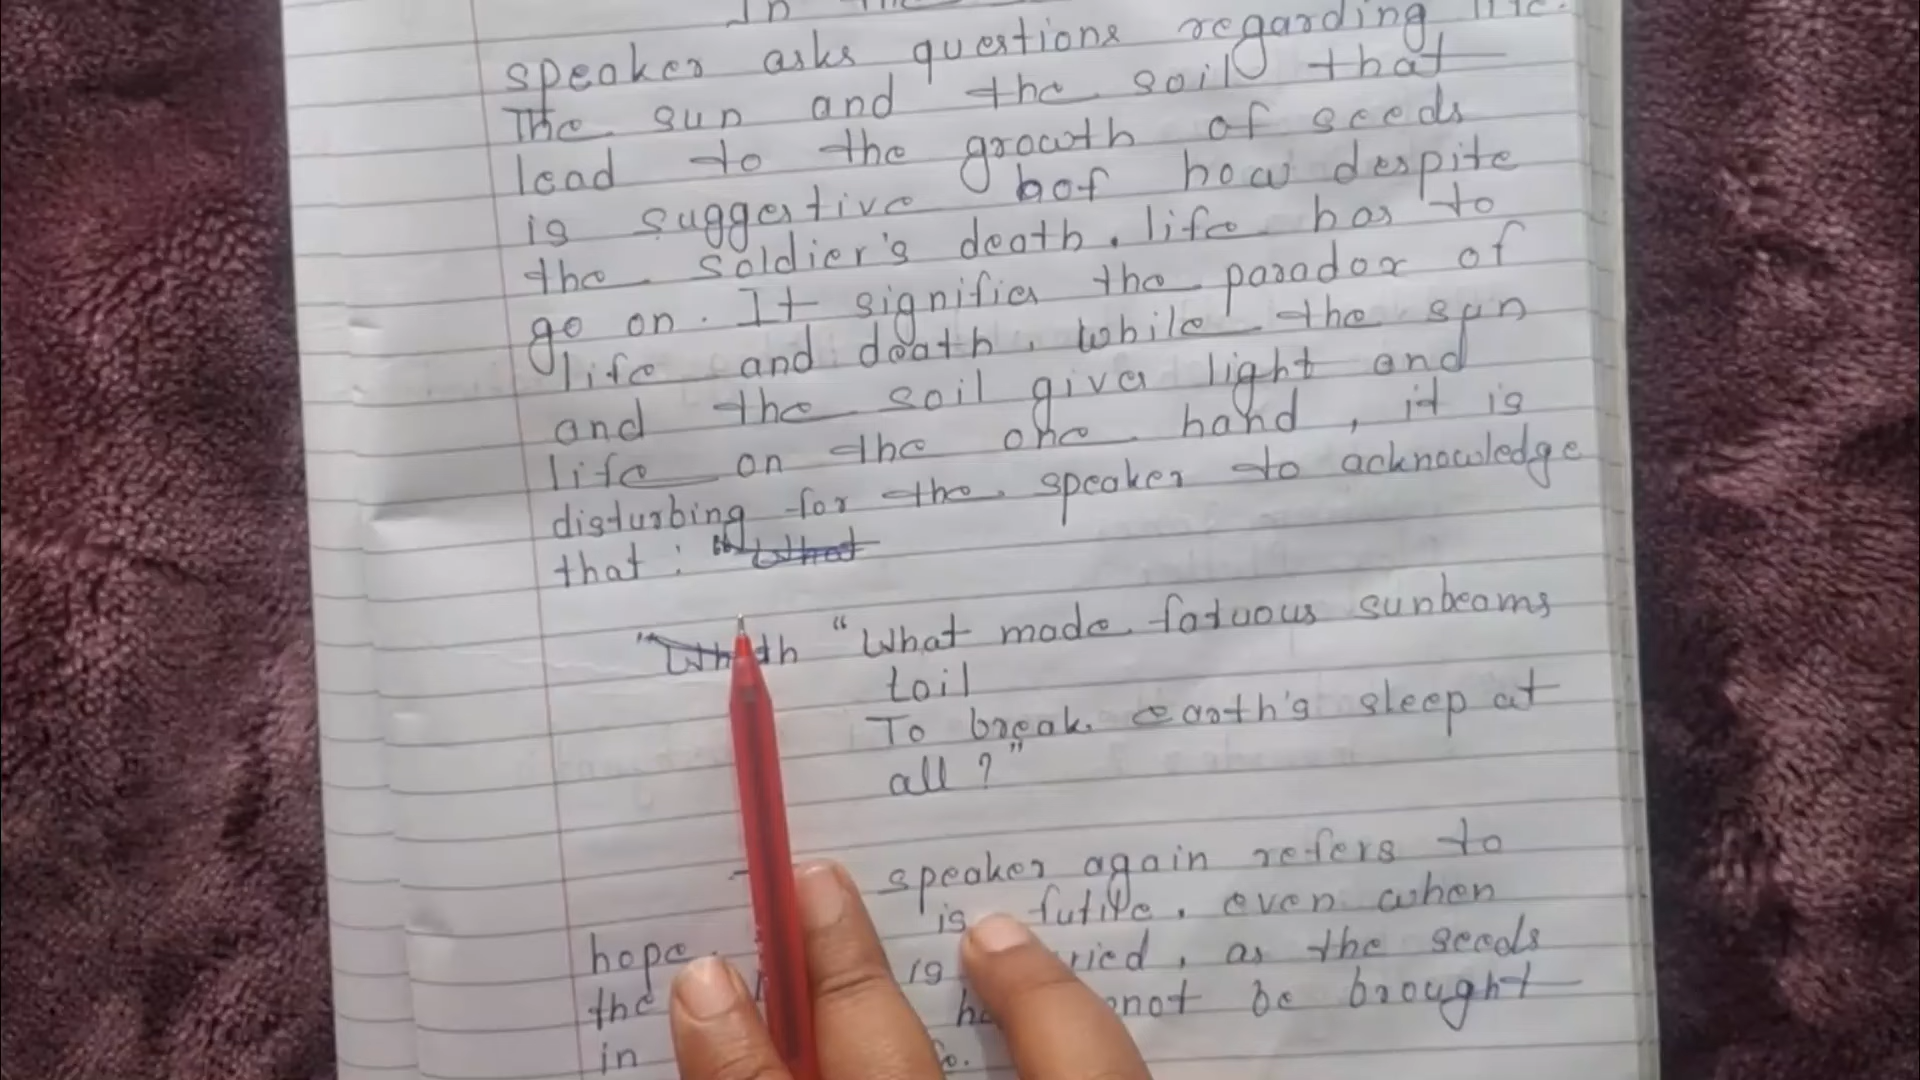 In
speaker asks questions regarding life.
The sun and the soil that
lead to the growth of seeds
is suggestive of how despite
the soldier's death, life has to
go on. It signifies the paradox of
life and death, while the sun
and the soil gives light and
life on the one hand, it is
disturbing for the speaker to acknowledge
that : "What
"Whath "What made fatuous sunbeams
toil
To break earth's sleep at
all ?"
speaker again refers to
hope. is futile, even when
the is as the seeds
not be brought
in